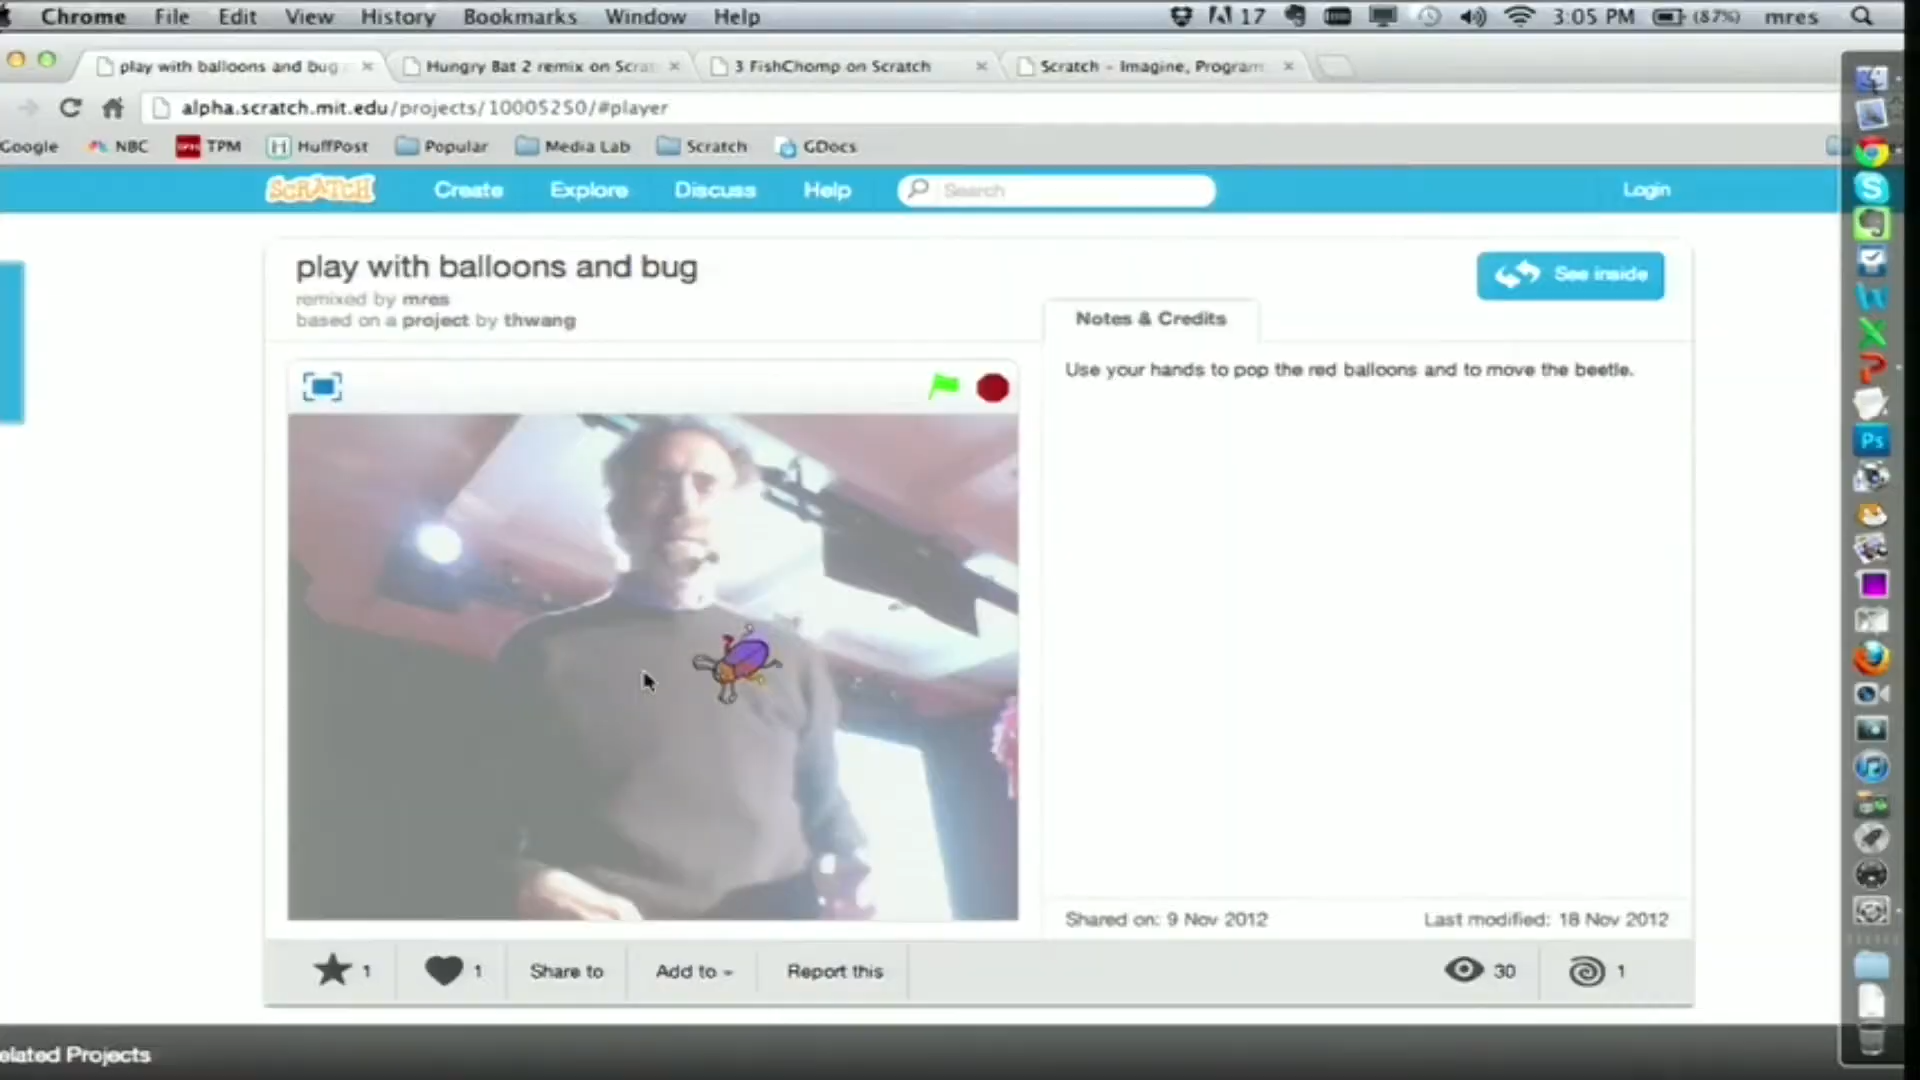 Chrome File Edit View History Bookmarks Window Help 17 3:05 PM (87%) mres
play with balloons and bug Hungry Bat 2 remix on Scrat 3 FishChomp on Scratch Scratch - Imagine, Program
alpha.scratch.mit.edu/projects/10005250/#player
Google NBC TPM HuffPost Popular Media Lab Scratch GDocs
SCRATCH Create Explore Discuss Help Search Login
play with balloons and bug
See inside
remixed by mres
based on a project by thwang
Notes & Credits
Use your hands to pop the red balloons and to move the beetle.
Shared on: 9 Nov 2012 Last modified: 18 Nov 2012
1 1 Share to Add to Report this 30 1
elated Projects
Ps